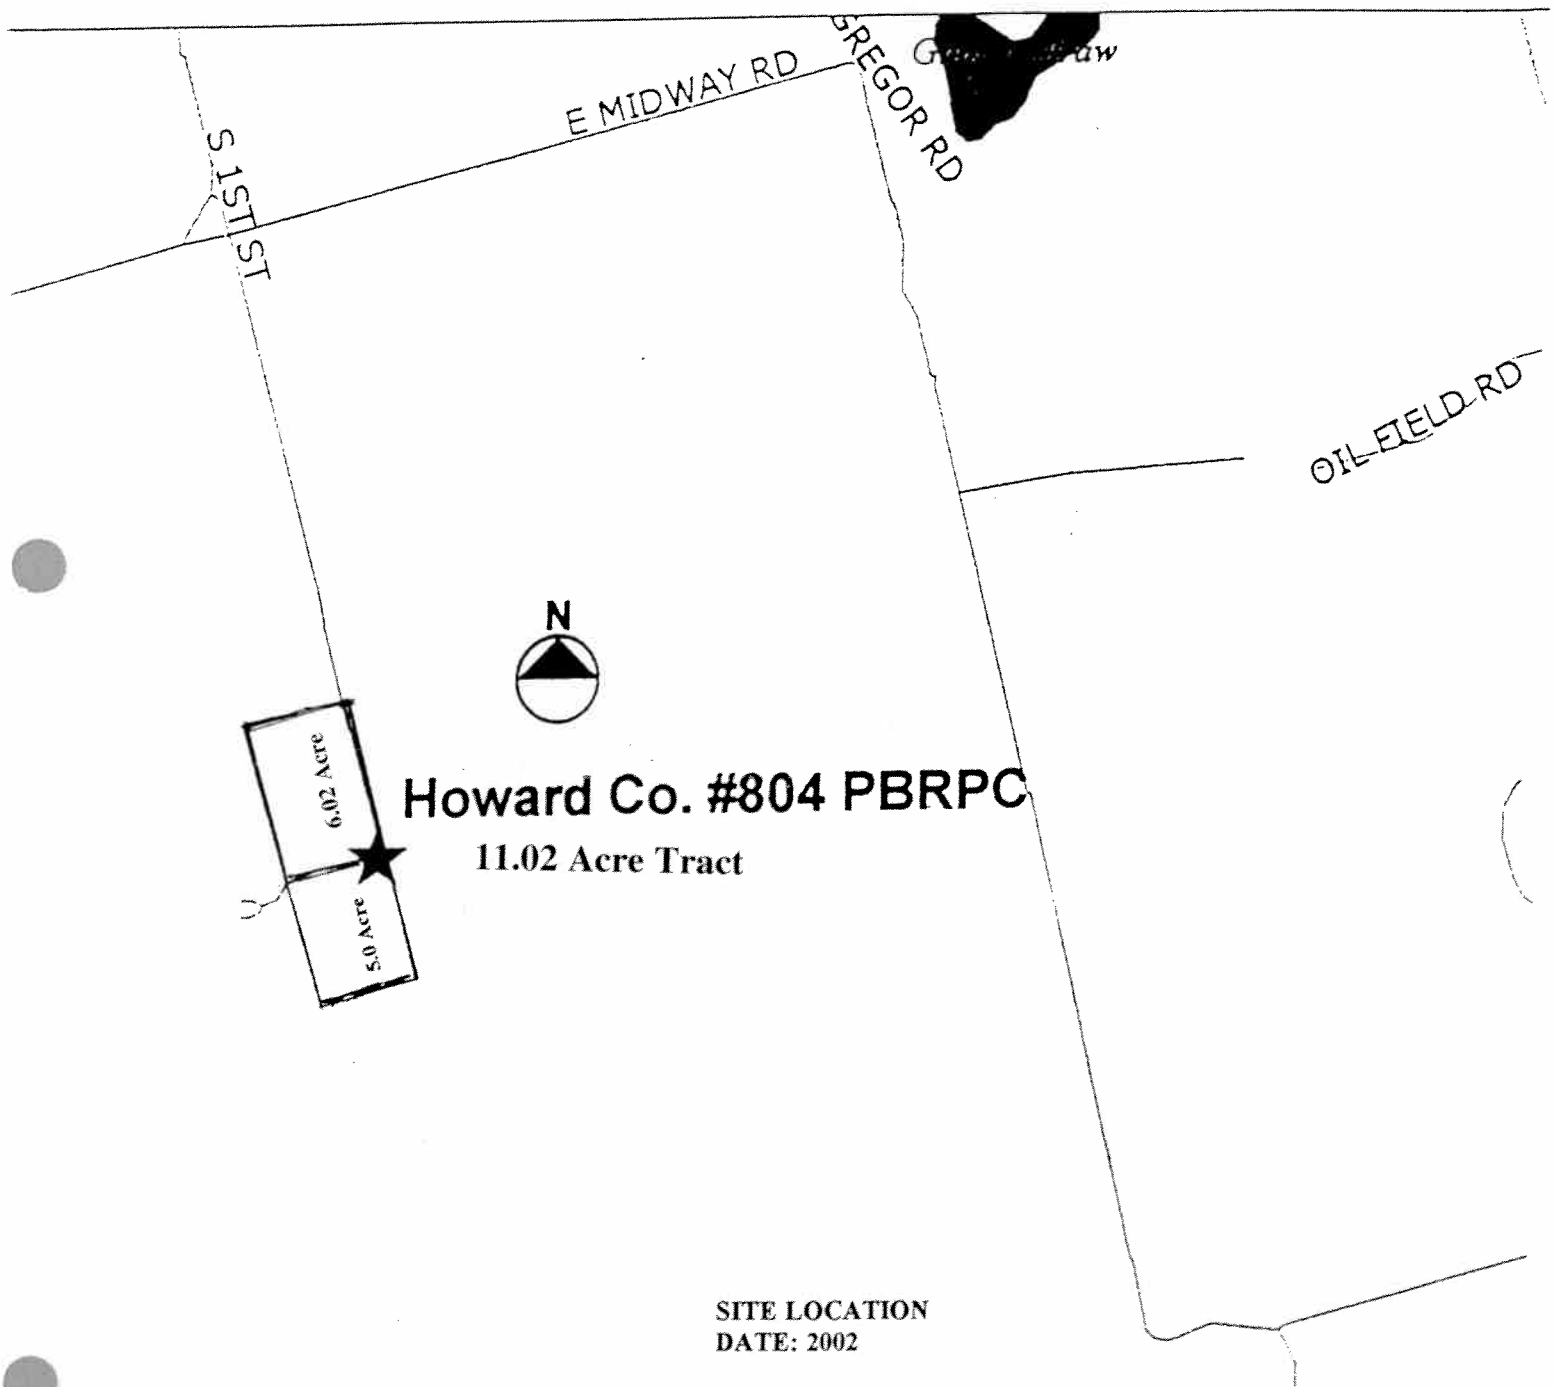 GREGOR RD
E MIDWAY RD
S 1ST ST
OIL FIELD RD
N
6.02 Acre
Howard Co. #804 PBRPC
11.02 Acre Tract
5.0 Acre
SITE LOCATION
DATE: 2002